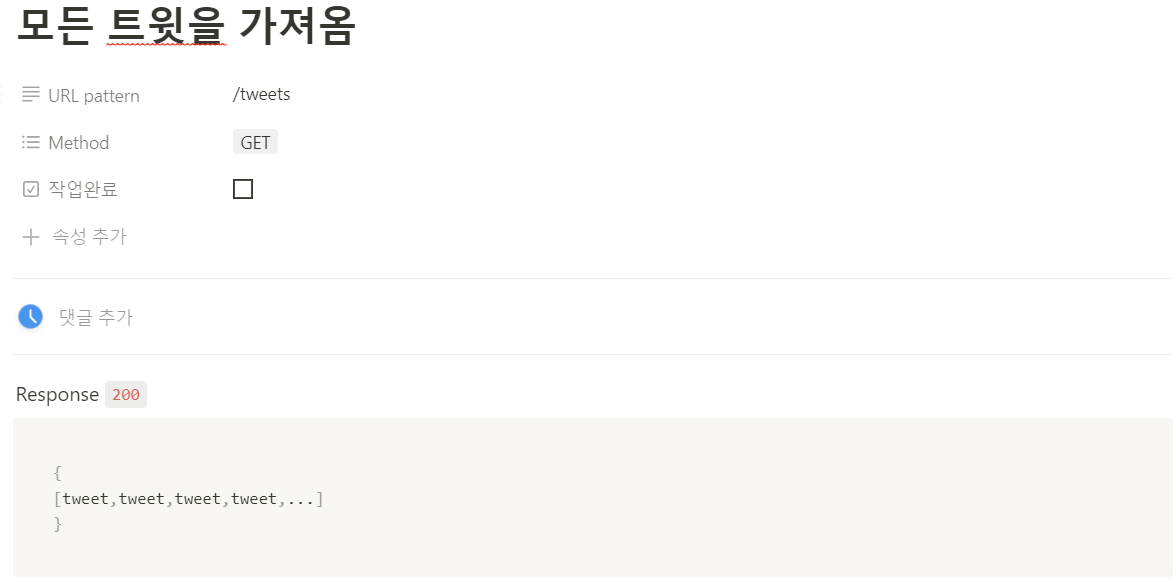 모든 트윗을 가져옴
URL pattern /tweets
Method GET
작업완료
속성 추가
댓글 추가
Response 200
{
[tweet,tweet,tweet,tweet,...]
}